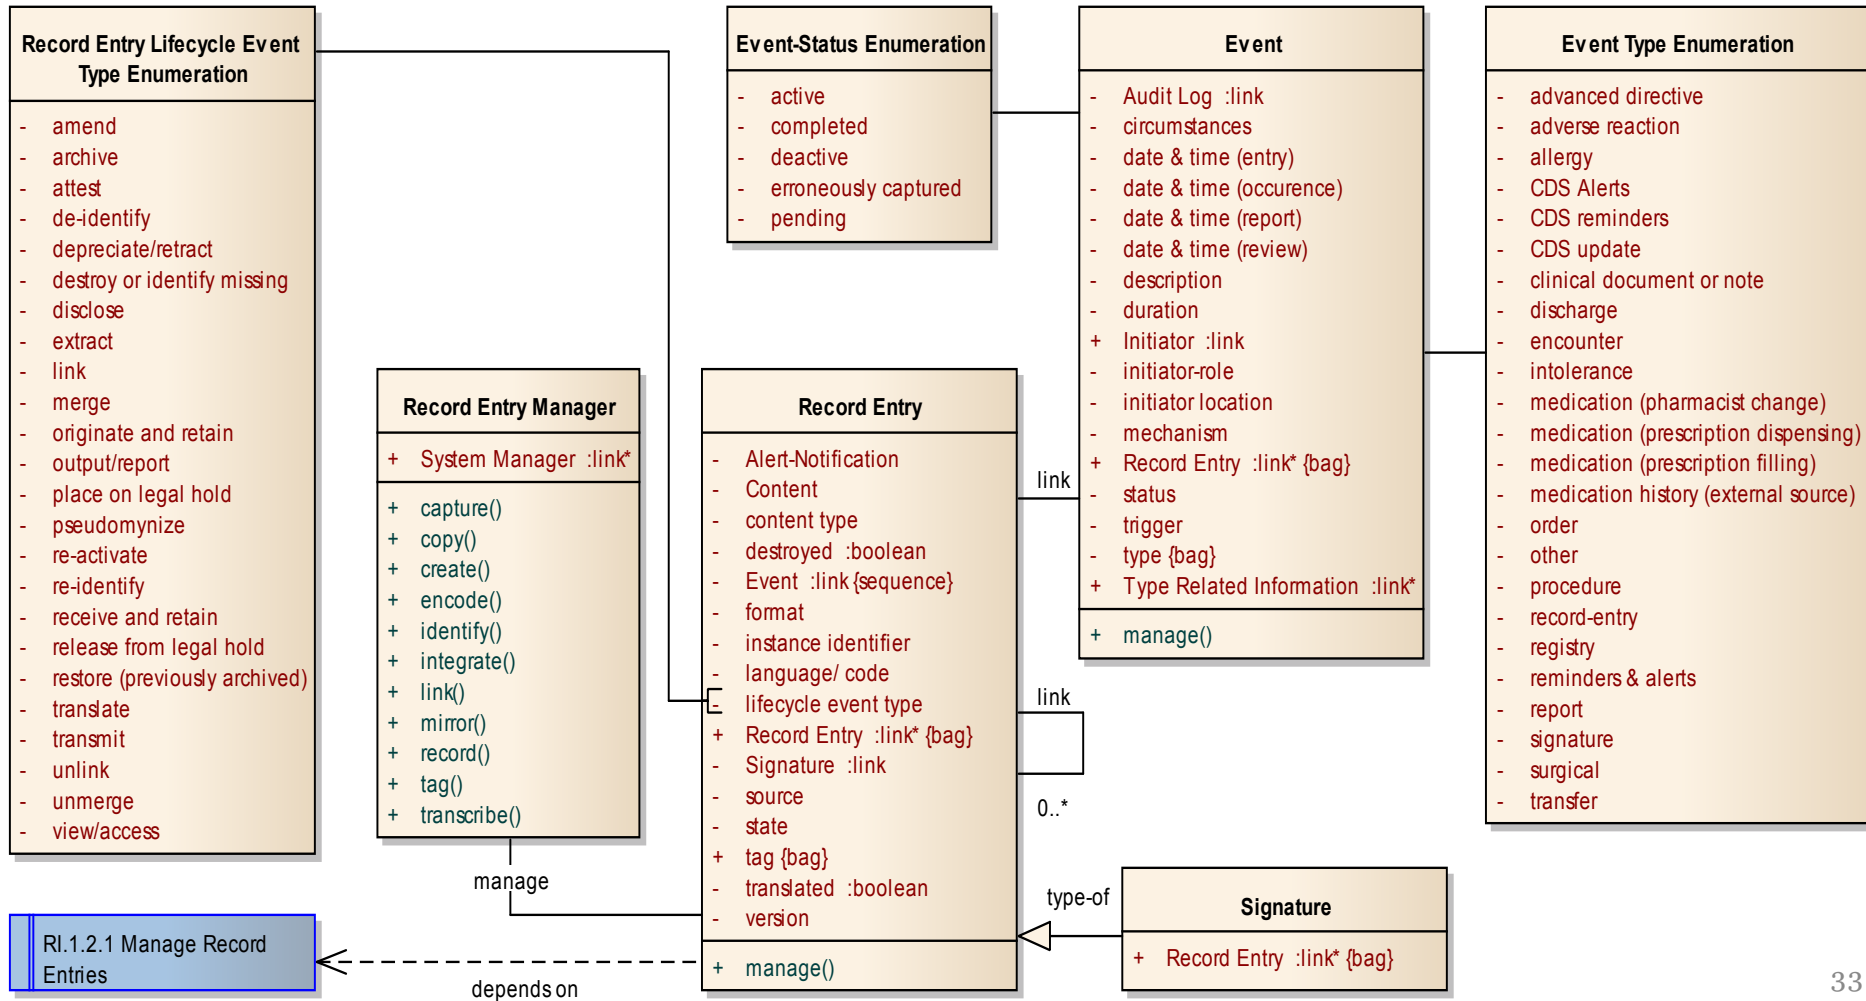 Record Entry Lifecycle Event
Type Enumeration
- amend
- archive
- attest
- de-identify
- depreciate/retract
- destroy or identify missing
- disclose
- extract
- link
- merge
- originate and retain
- output/report
- place on legal hold
- pseudomynize
- re-activate
- re-identify
- receive and retain
- release from legal hold
- restore (previously archived)
- translate
- transmit
- unlink
- unmerge
- view/access
Event-Status Enumeration
- active
- completed
- deactive
- erroneously captured
- pending
Event
- Audit Log :link
- circumstances
- date & time (entry)
- date & time (occurence)
- date & time (report)
- date & time (review)
- description
- duration
+ Initiator :link
- initiator-role
- initiator location
- mechanism
+ Record Entry :link* {bag}
- status
- trigger
- type {bag}
+ Type Related Information :link*
+ manage()
Event Type Enumeration
- advanced directive
- adverse reaction
- allergy
- CDS Alerts
- CDS reminders
- CDS update
- clinical document or note
- discharge
- encounter
- intolerance
- medication (pharmacist change)
- medication (prescription dispensing)
- medication (prescription filling)
- medication history (external source)
- order
- other
- procedure
- record-entry
- registry
- reminders & alerts
- report
- signature
- surgical
- transfer
Record Entry Manager
+ System Manager :link*
+ capture()
+ copy()
+ create()
+ encode()
+ identify()
+ integrate()
+ link()
+ mirror()
+ record()
+ tag()
+ transcribe()
manage
Record Entry
- Alert-Notification
- Content
- content type
- destroyed :boolean
- Event :link {sequence}
- format
- instance identifier
- language/ code
- lifecycle event type
+ Record Entry :link* {bag}
- Signature :link
- source
- state
+ tag {bag}
- translated :boolean
- version
+ manage()
link
link
0..*
type-of
Signature
+ Record Entry :link* {bag}
RI.1.2.1 Manage Record
Entries
depends on
33